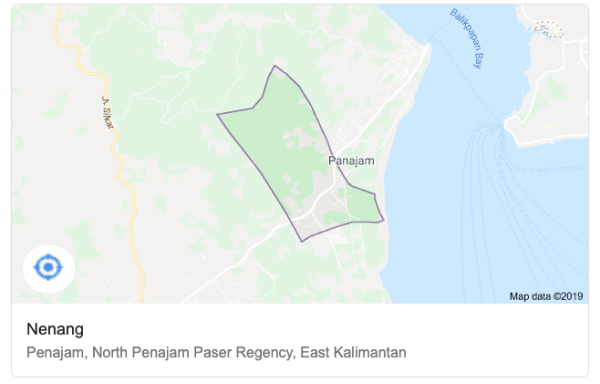 Balikpapan
Bay
Jl. Silkar
Panajam
Map data ©2019
Nenang
Penajam, North Penajam Paser Regency, East Kalimantan